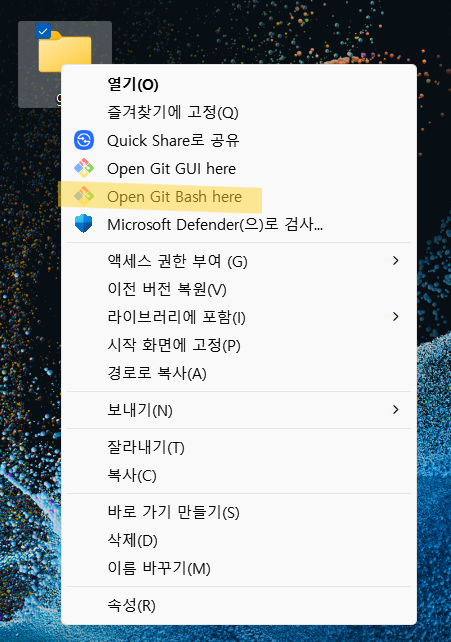 열기(O)
즐겨찾기에 고정(Q)
Quick Share로 공유
Open Git GUI here
Open Git Bash here
Microsoft Defender(으)로 검사...
액세스 권한 부여 (G)
이전 버전 복원(V)
라이브러리에 포함(I)
시작 화면에 고정(P)
경로로 복사(A)
보내기(N)
잘라내기(T)
복사(C)
바로 가기 만들기(S)
삭제(D)
이름 바꾸기(M)
속성(R)